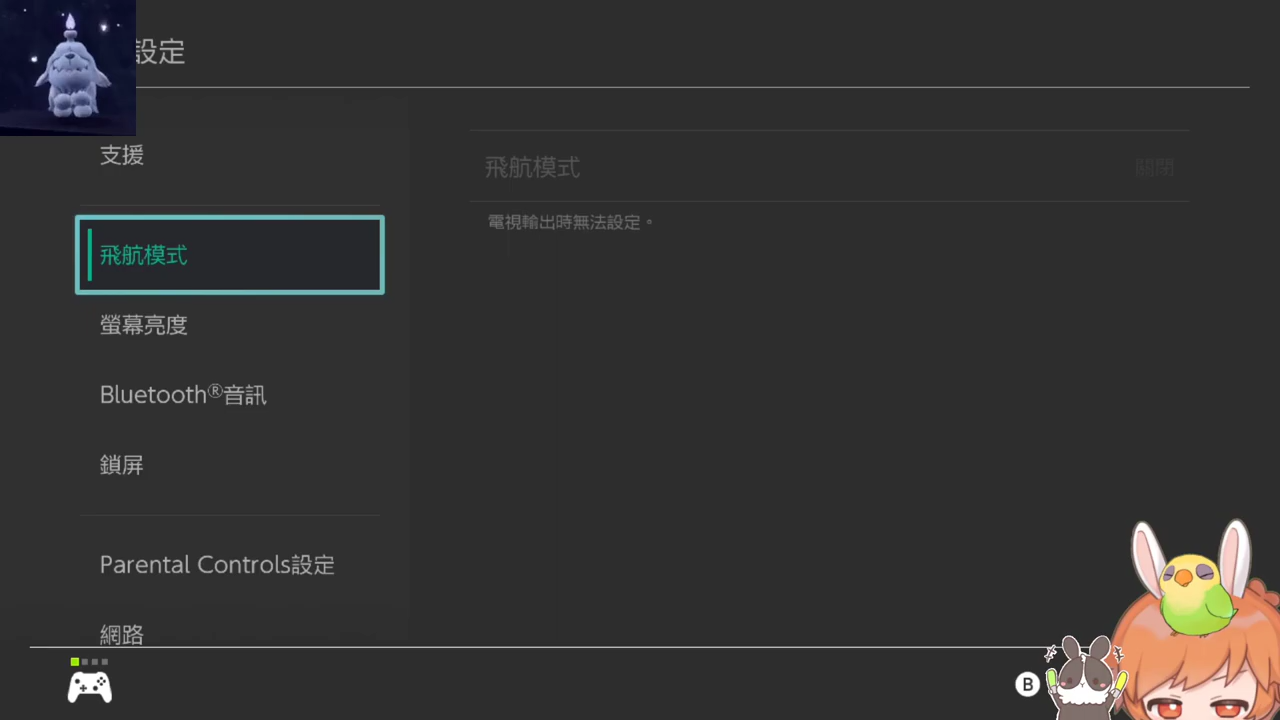 設定
支援
飛航模式
螢幕亮度
Bluetooth®音訊
鎖屏
Parental Controls設定
網路
飛航模式
關閉
電視輸出時無法設定。
B